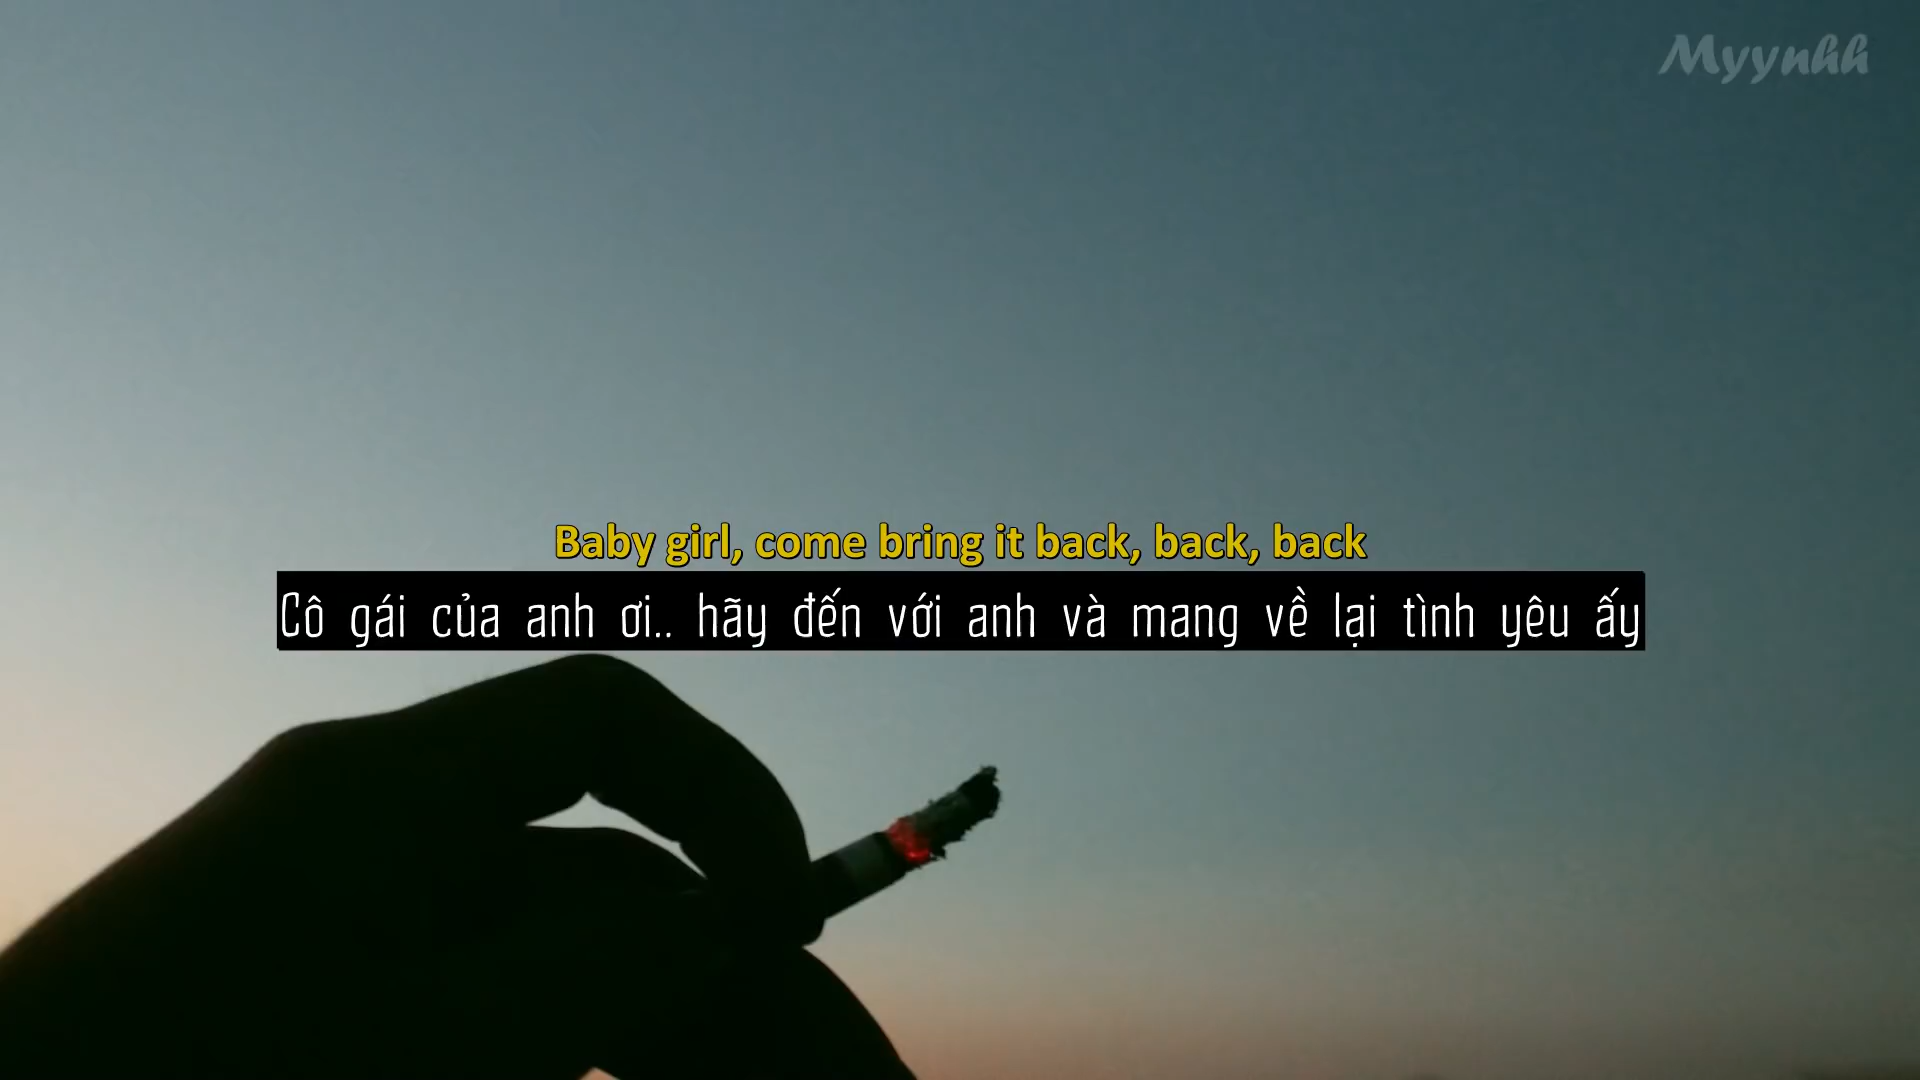 Myynhh
Baby girl, come bring it back, back, back
Cô gái của anh ơi.. hãy đến với anh và mang về lại tình yêu ấy